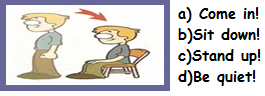 a) Come in!
b)Sit down!
c)Stand up!
d)Be quiet!